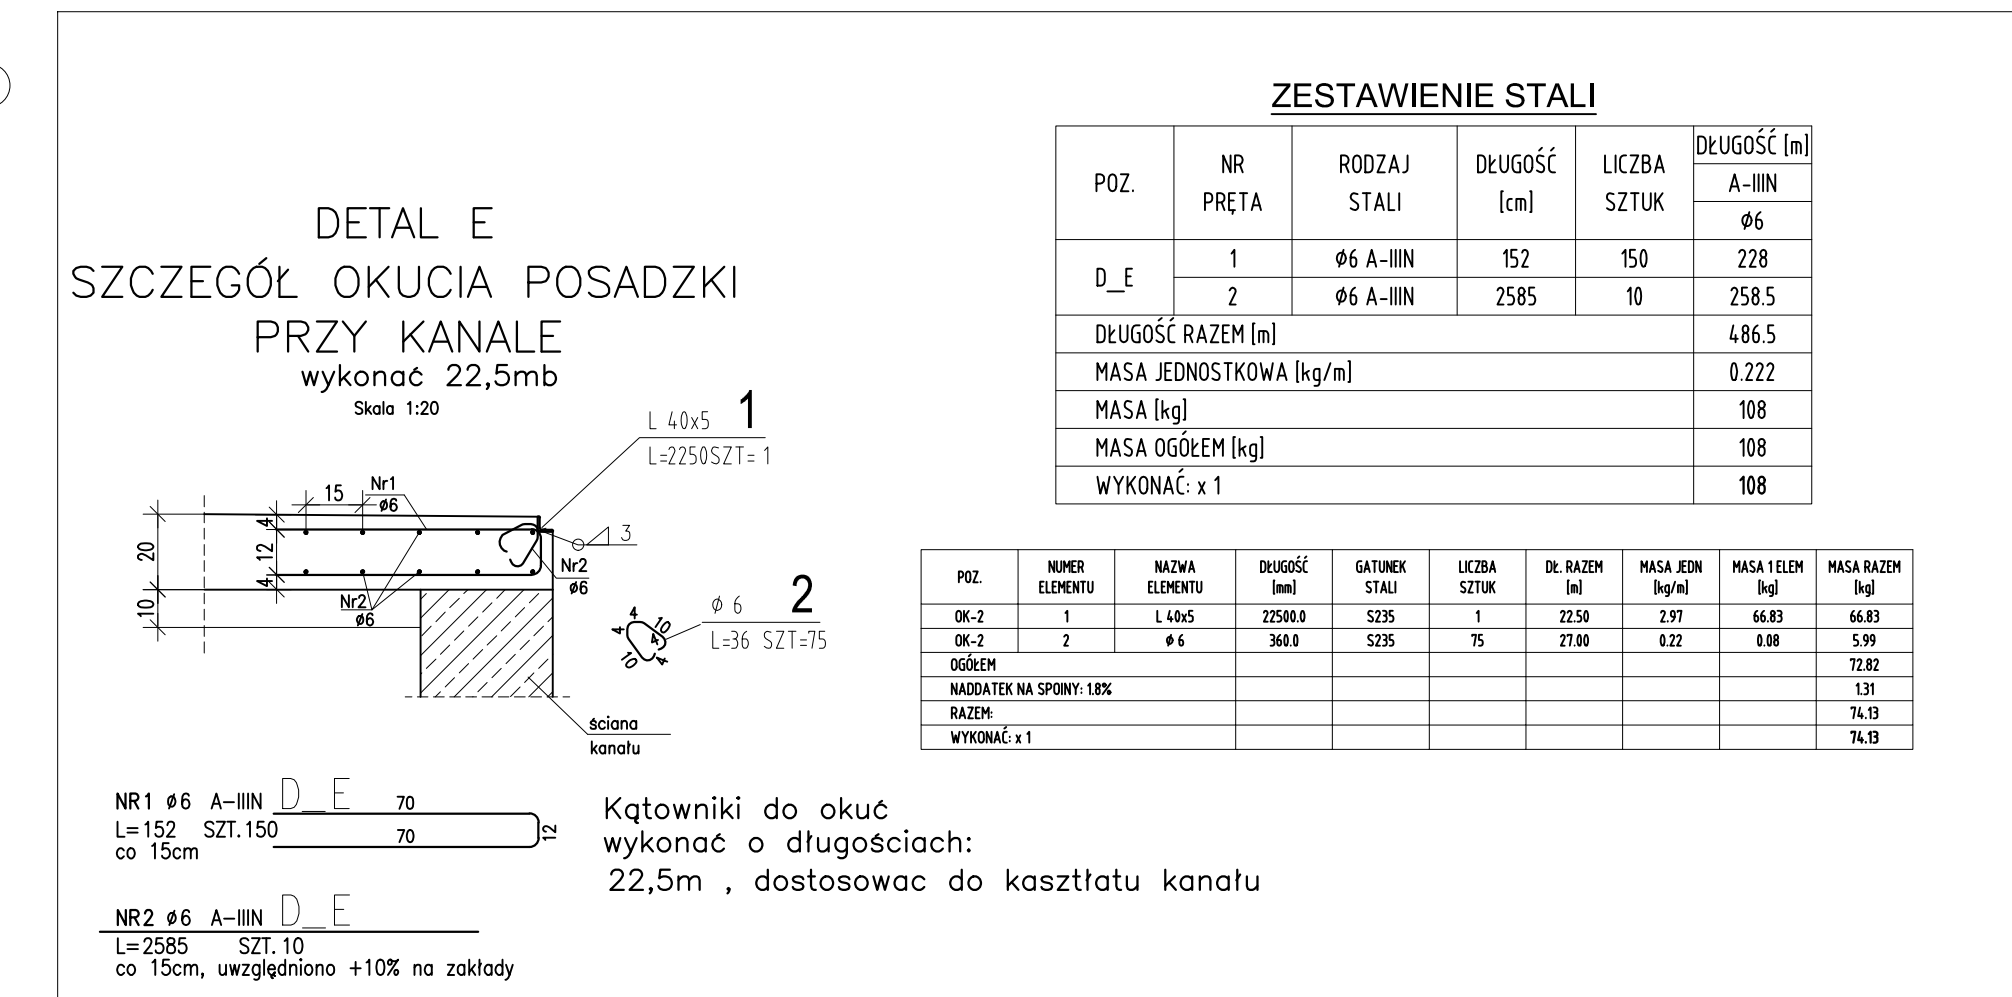 DETAL E
SZCZEGÓŁ OKUCIA POSADZKI
PRZY KANALE
wykonać 22,5mb
Skala 1:20
L 40x5 1
L=2250SZT= 1
15
Nr1
ø6
4
12
4
20
10
3
Nr2
ø6
Nr2
ø6
4
4
10
4
10
4
ø 6 2
L=36 SZT=75
ściana
kanału
NR1 ø6 A-IIIN D_E 70
L=152 SZT.150 70
12
co 15cm
NR2 ø6 A-IIIN D_E
L=2585 SZT.10
co 15cm, uwzględniono +10% na zakłady
Kątowniki do okuć
wykonać o długościach:
22,5m , dostosowac do kasztłatu kanału
ZESTAWIENIE STALI
POZ. NR PRĘTA RODZAJ STALI DŁUGOŚĆ [cm] LICZBA SZTUK DŁUGOŚĆ [m]
A-IIIN
ø6
D_E 1 ø6 A-IIIN 152 150 228
2 ø6 A-IIIN 2585 10 258.5
DŁUGOŚĆ RAZEM [m] 486.5
MASA JEDNOSTKOWA [kg/m] 0.222
MASA [kg] 108
MASA OGÓŁEM [kg] 108
WYKONAĆ: x 1 108
POZ. NUMER ELEMENTU NAZWA ELEMENTU DŁUGOŚĆ [mm] GATUNEK STALI LICZBA SZTUK DŁ. RAZEM [m] MASA JEDN [kg/m] MASA 1 ELEM [kg] MASA RAZEM [kg]
OK-2 1 L 40x5 22500.0 S235 1 22.50 2.97 66.83 66.83
OK-2 2 ø 6 360.0 S235 75 27.00 0.22 0.08 5.99
OGÓŁEM 72.82
NADDATEK NA SPOINY: 1.8% 1.31
RAZEM: 74.13
WYKONAĆ: x 1 74.13